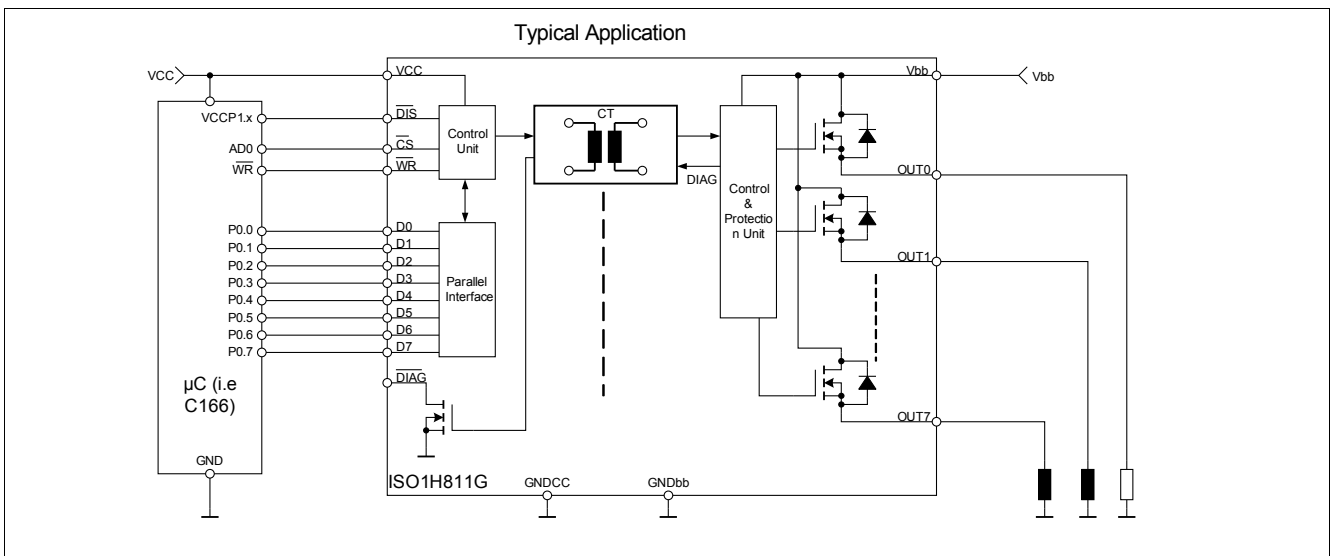 Typical Application
VCC
VCC
Vbb
Vbb
VCCP1.x
DIS
AD0
CS
WR
WR
Control
Unit
CT
DIAG
Control
&
Protectio
n Unit
OUT0
OUT1
OUT7
P0.0
P0.1
P0.2
P0.3
P0.4
P0.5
P0.6
P0.7
D0
D1
D2
D3
D4
D5
D6
D7
Parallel
Interface
DIAG
µC (i.e
C166)
GND
ISO1H811G
GNDCC
GNDbb